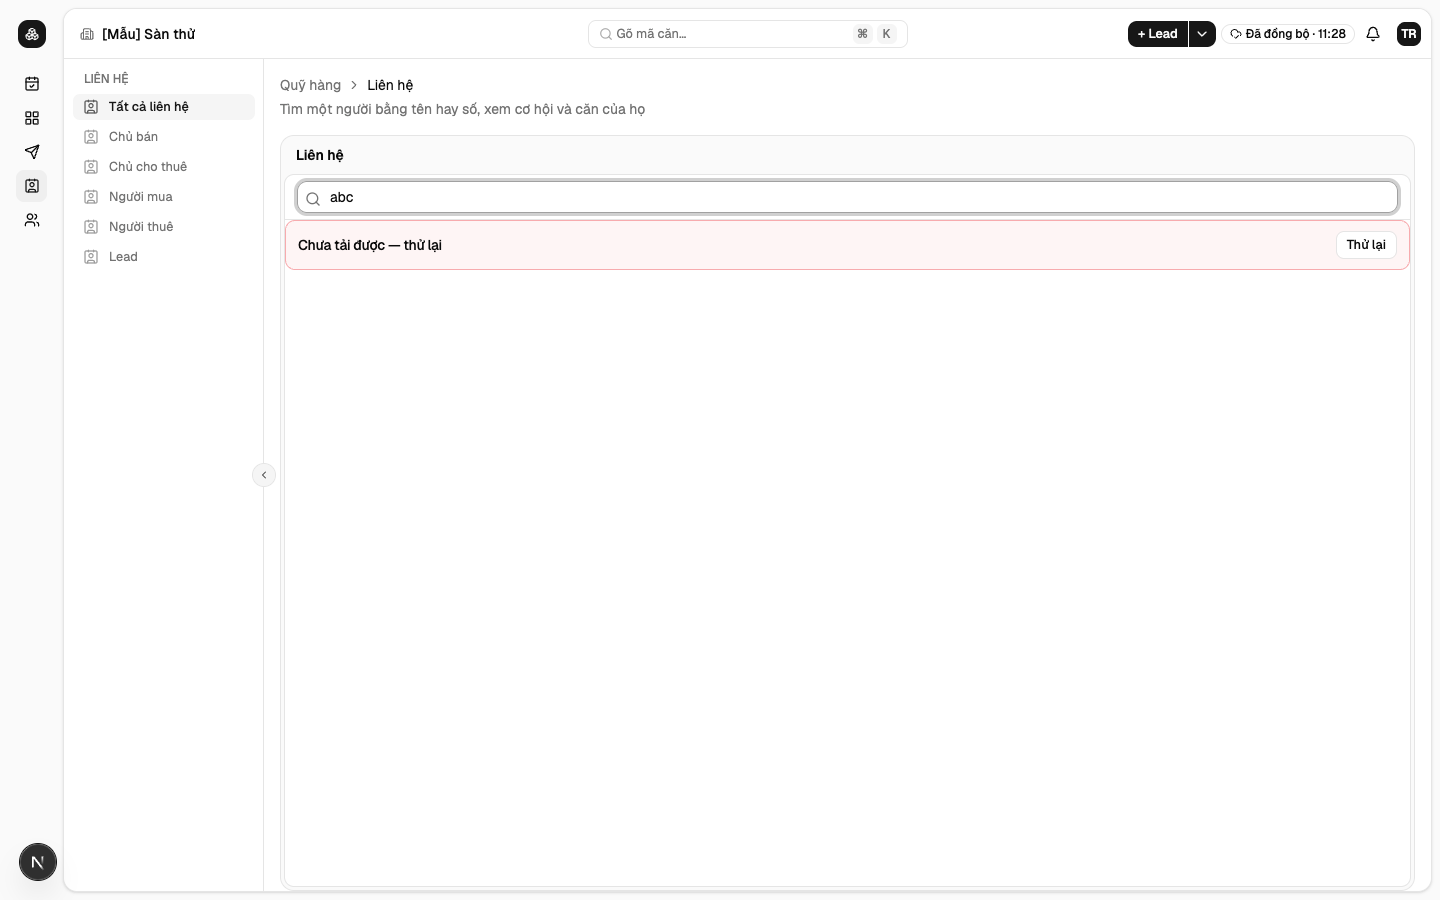 [Mẫu] Sàn thử
Gõ mã căn...
⌘ K
+ Lead
Đã đồng bộ · 11:28
TR
LIÊN HỆ
Tất cả liên hệ
Chủ bán
Chủ cho thuê
Người mua
Người thuê
Lead
Quỹ hàng > Liên hệ
Tìm một người bằng tên hay số, xem cơ hội và căn của họ
Liên hệ
abc
Chưa tải được — thử lại
Thử lại
N